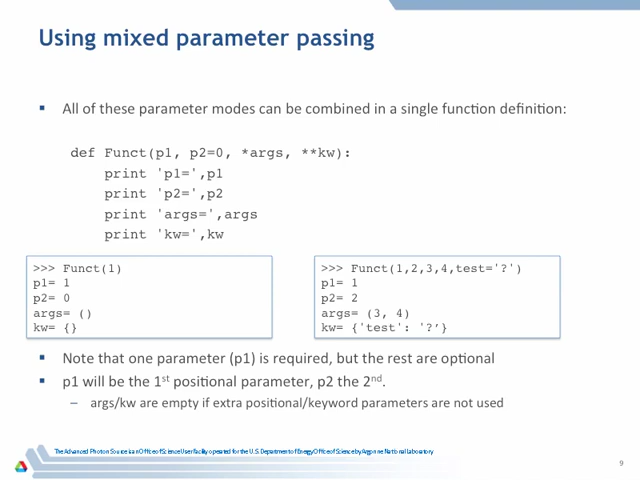 Using mixed parameter passing
▪ All of these parameter modes can be combined in a single function definition:
def Funct(p1, p2=0, *args, **kw):
    print 'p1=',p1
    print 'p2=',p2
    print 'args=',args
    print 'kw=',kw
>>> Funct(1)
p1= 1
p2= 0
args= ()
kw= {}
>>> Funct(1,2,3,4,test='?')
p1= 1
p2= 2
args= (3, 4)
kw= {'test': '?’}
▪ Note that one parameter (p1) is required, but the rest are optional
▪ p1 will be the 1st positional parameter, p2 the 2nd.
– args/kw are empty if extra positional/keyword parameters are not used
The Advanced Photon Source is an Office of Science User Facility operated for the U.S. Department of Energy Office of Science by Argonne National Laboratory
9